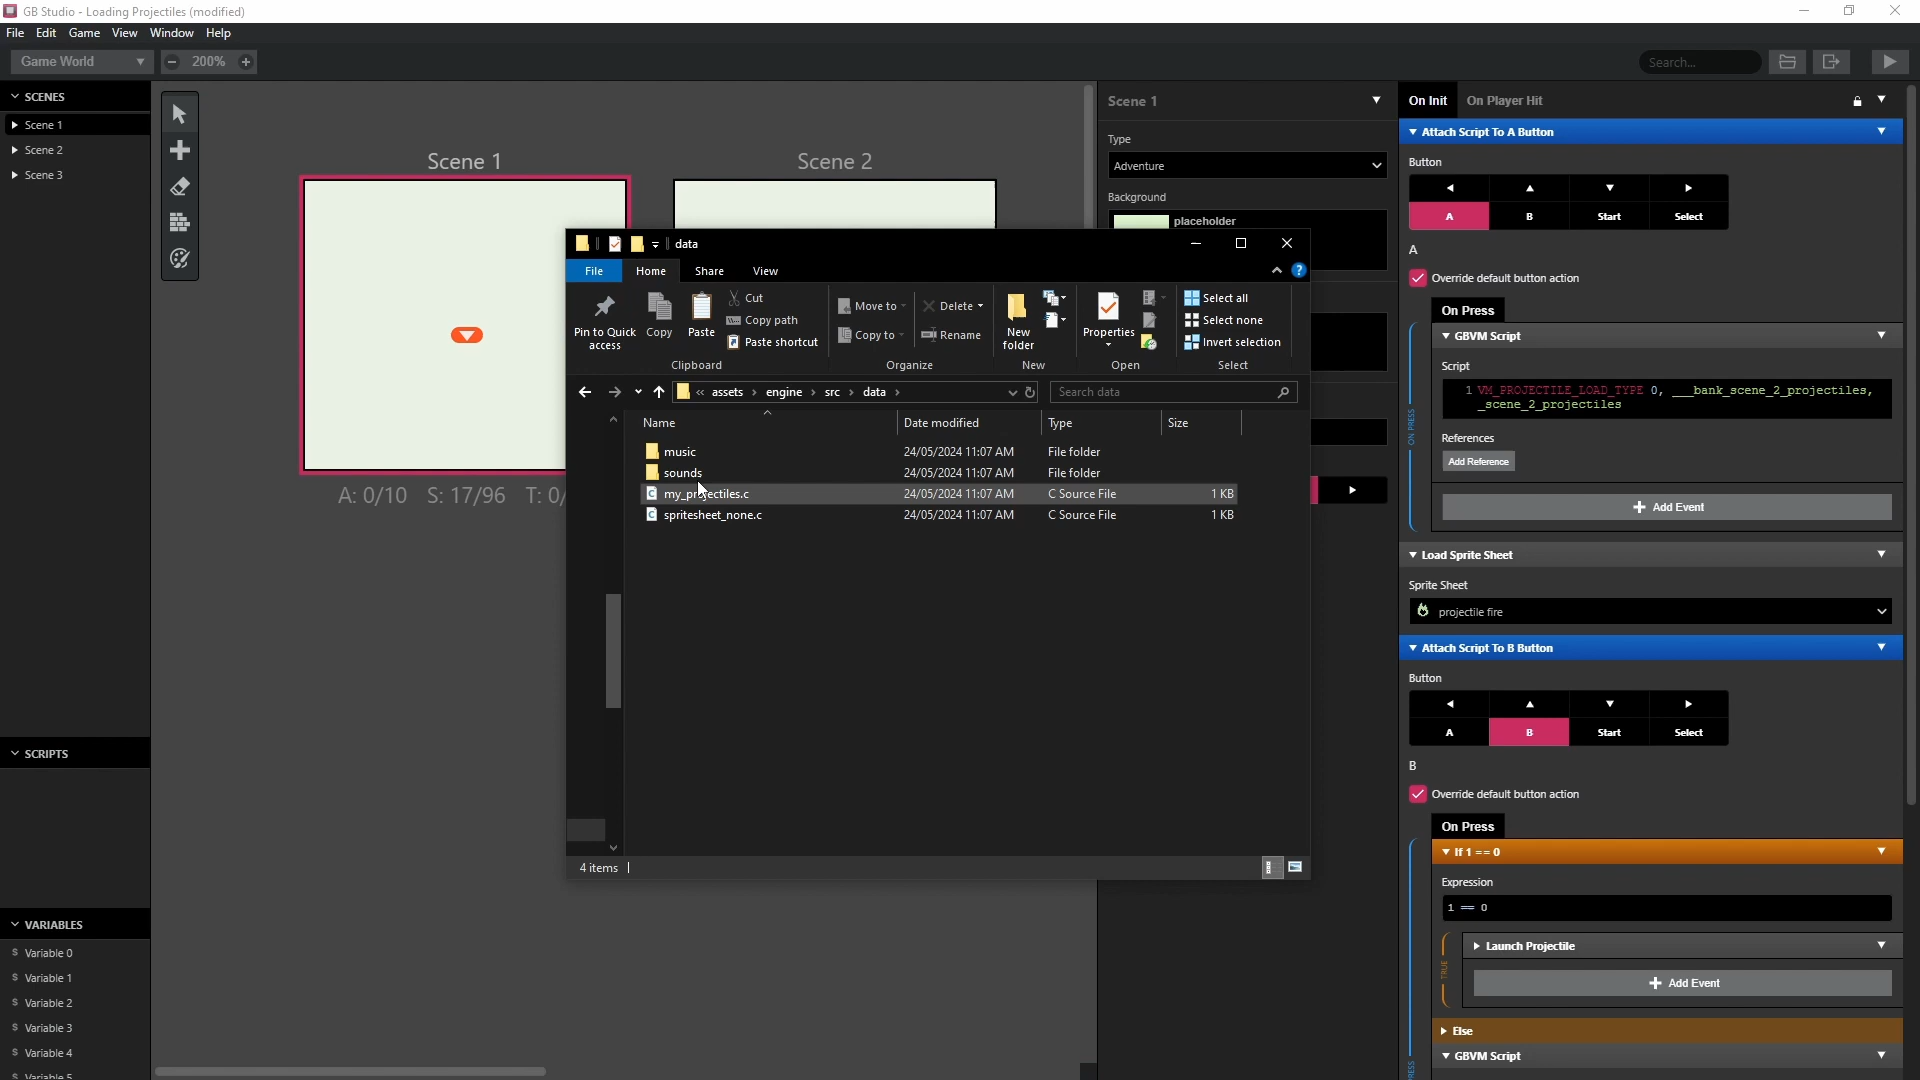 GB Studio - Loading Projectiles (modified)
File Edit Game View Window Help
Game World
200%
Search...
SCENES
Scene 1
Scene 2
Scene 3
SCRIPTS
VARIABLES
$ Variable 0
$ Variable 1
$ Variable 2
$ Variable 3
$ Variable 4
$ Variable 5
Scene 1
Scene 2
A: 0/10 S: 17/96 T: 0/
Scene 1
Type
Adventure
Background
placeholder
data
File Home Share View
Pin to Quick access
Copy
Paste
Cut
Copy path
Paste shortcut
Clipboard
Move to
Copy to
Delete
Rename
Organize
New folder
New
Properties
Open
Select all
Select none
Invert selection
Select
« assets › engine › src › data ›
Search data
Name Date modified Type Size
music 24/05/2024 11:07 AM File folder
sounds 24/05/2024 11:07 AM File folder
my_projectiles.c 24/05/2024 11:07 AM C Source File 1 KB
spritesheet_none.c 24/05/2024 11:07 AM C Source File 1 KB
4 items
On Init On Player Hit
Attach Script To A Button
Button
A B Start Select
A
Override default button action
On Press
ON PRESS
GBVM Script
Script
1 VM_PROJECTILE_LOAD_TYPE 0, ___bank_scene_2_projectiles,
_scene_2_projectiles
References
Add Reference
Add Event
Load Sprite Sheet
Sprite Sheet
projectile fire
Attach Script To B Button
Button
A B Start Select
B
Override default button action
On Press
If 1 == 0
Expression
1 == 0
TRUE
Launch Projectile
Add Event
Else
GBVM Script